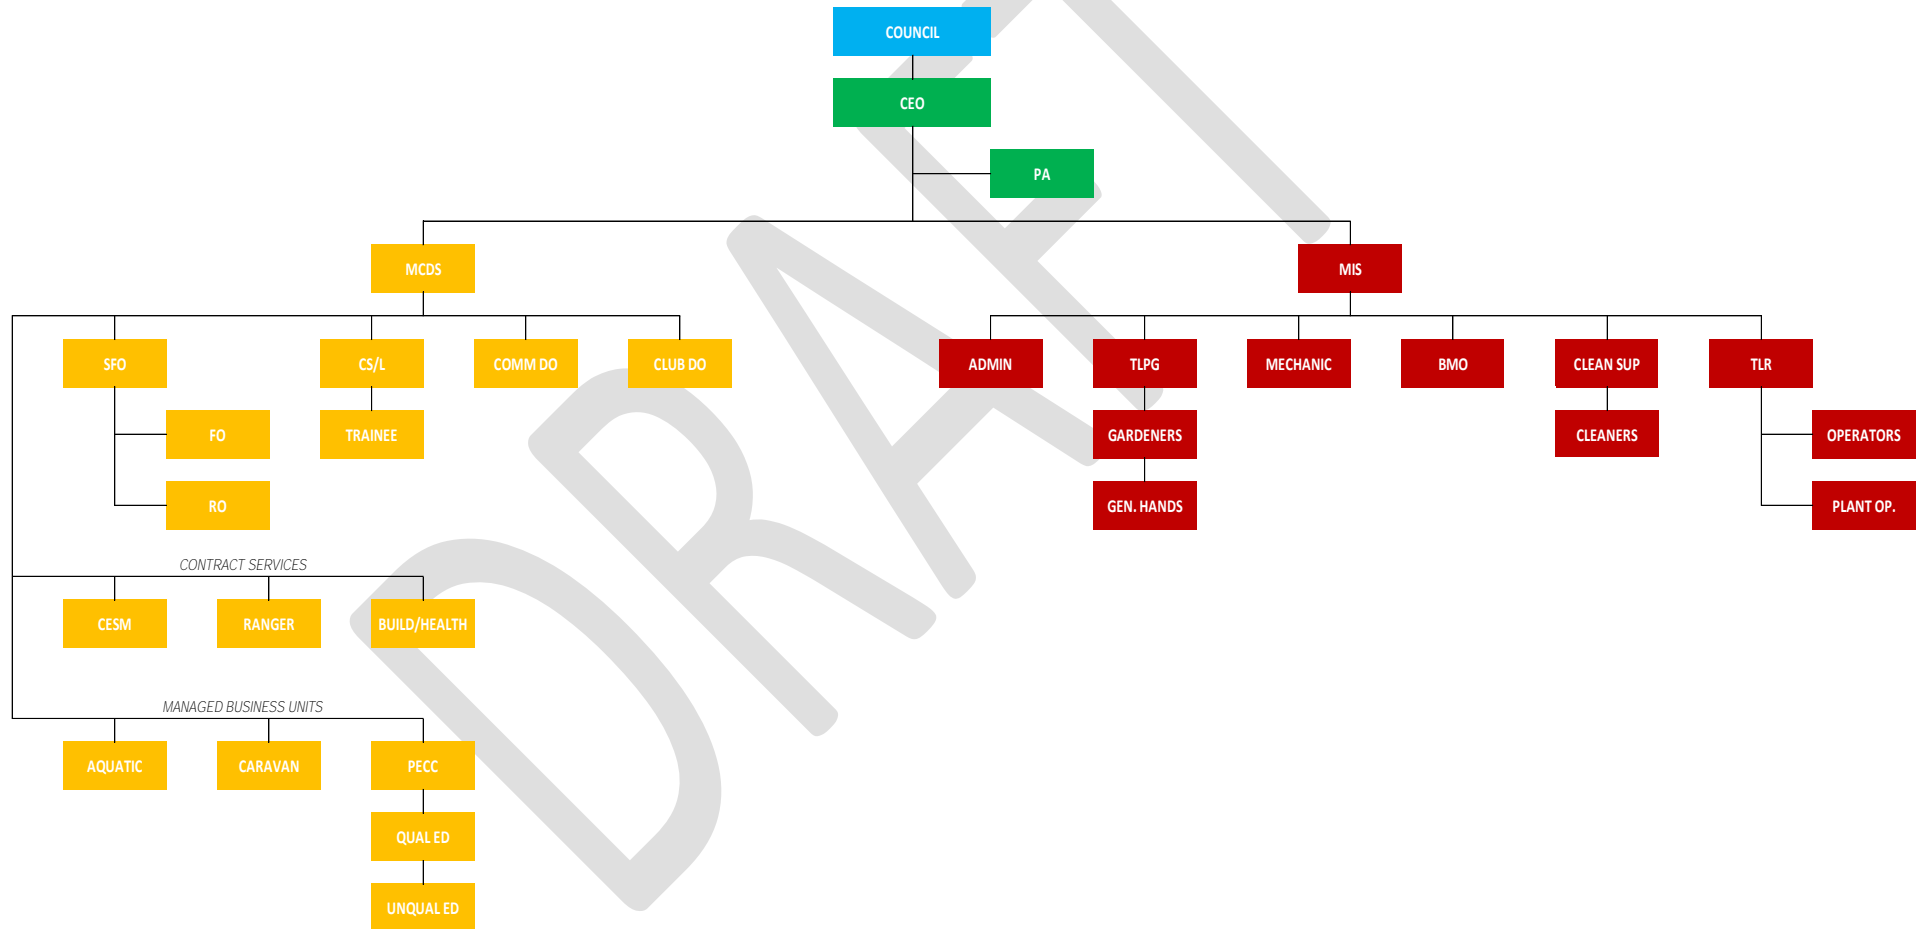 COUNCIL
CEO
PA
MCDS
MIS
SFO
CS/L
COMM DO
CLUB DO
ADMIN
TLPG
MECHANIC
BMO
CLEAN SUP
TLR
FO
TRAINEE
GARDENERS
CLEANERS
OPERATORS
RO
GEN. HANDS
PLANT OP.
CONTRACT SERVICES
CESM
RANGER
BUILD/HEALTH
MANAGED BUSINESS UNITS
AQUATIC
CARAVAN
PECC
QUAL ED
UNQUAL ED
DRAFT